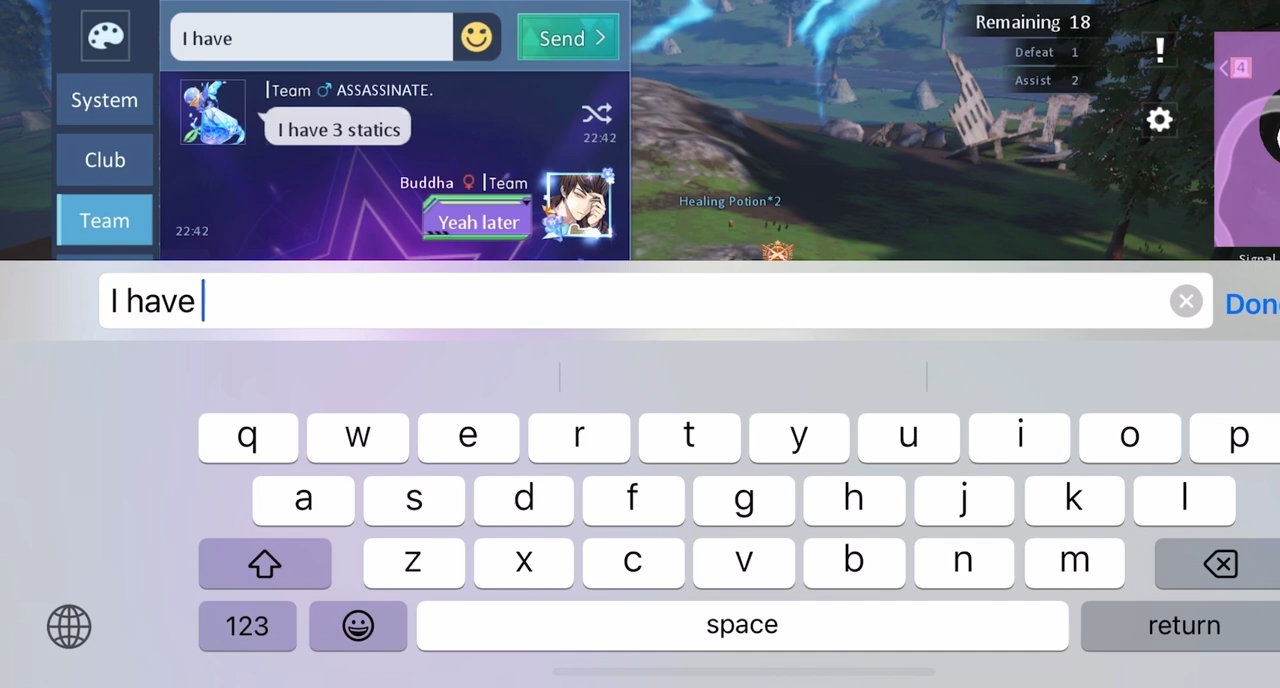 I have
Send >
System
Club
Team
Team ♂ ASSASSINATE.
I have 3 statics
22:42
Buddha ♀ Team
Yeah later
22:42
Remaining 18
Defeat 1
Assist 2
Healing Potion*2
4
Signal
I have
Don
q w e r t y u i o p
a s d f g h j k l
z x c v b n m
123
space
return